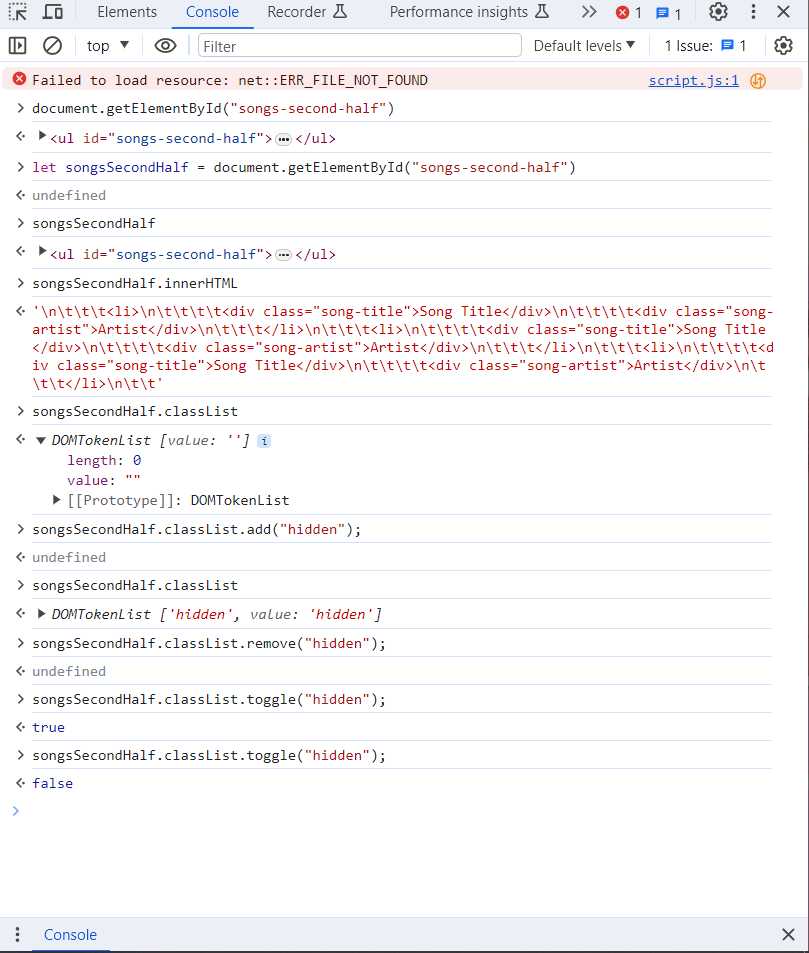 Elements Console Recorder Performance insights 1 1
top Filter Default levels 1 Issue: 1
Failed to load resource: net::ERR_FILE_NOT_FOUND script.js:1
> document.getElementById("songs-second-half")
<ul id="songs-second-half">…</ul>
> let songsSecondHalf = document.getElementById("songs-second-half")
undefined
> songsSecondHalf
<ul id="songs-second-half">…</ul>
> songsSecondHalf.innerHTML
'\n\t\t\t<li>\n\t\t\t\t<div class="song-title">Song Title</div>\n\t\t\t\t<div class="song-
artist">Artist</div>\n\t\t\t</li>\n\t\t\t<li>\n\t\t\t\t<div class="song-title">Song Title
</div>\n\t\t\t\t<div class="song-artist">Artist</div>\n\t\t\t</li>\n\t\t\t<li>\n\t\t\t\t<d
iv class="song-title">Song Title</div>\n\t\t\t\t<div class="song-artist">Artist</div>\n\t
\t\t</li>\n\t\t'
> songsSecondHalf.classList
DOMTokenList [value: ''] i
length: 0
value: ""
[[Prototype]]: DOMTokenList
> songsSecondHalf.classList.add("hidden");
undefined
> songsSecondHalf.classList
DOMTokenList ['hidden', value: 'hidden']
> songsSecondHalf.classList.remove("hidden");
undefined
> songsSecondHalf.classList.toggle("hidden");
true
> songsSecondHalf.classList.toggle("hidden");
false
>
Console